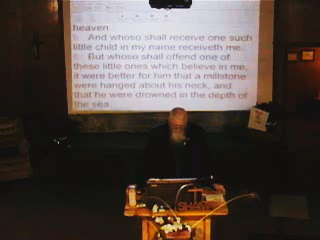 heaven
5 And whoso shall receive one such
little child in my name receiveth me.
6 But whoso shall offend one of
these little ones which believe in me,
it were better for him that a millstone
were hanged about his neck, and
that he were drowned in the depth of
the sea.